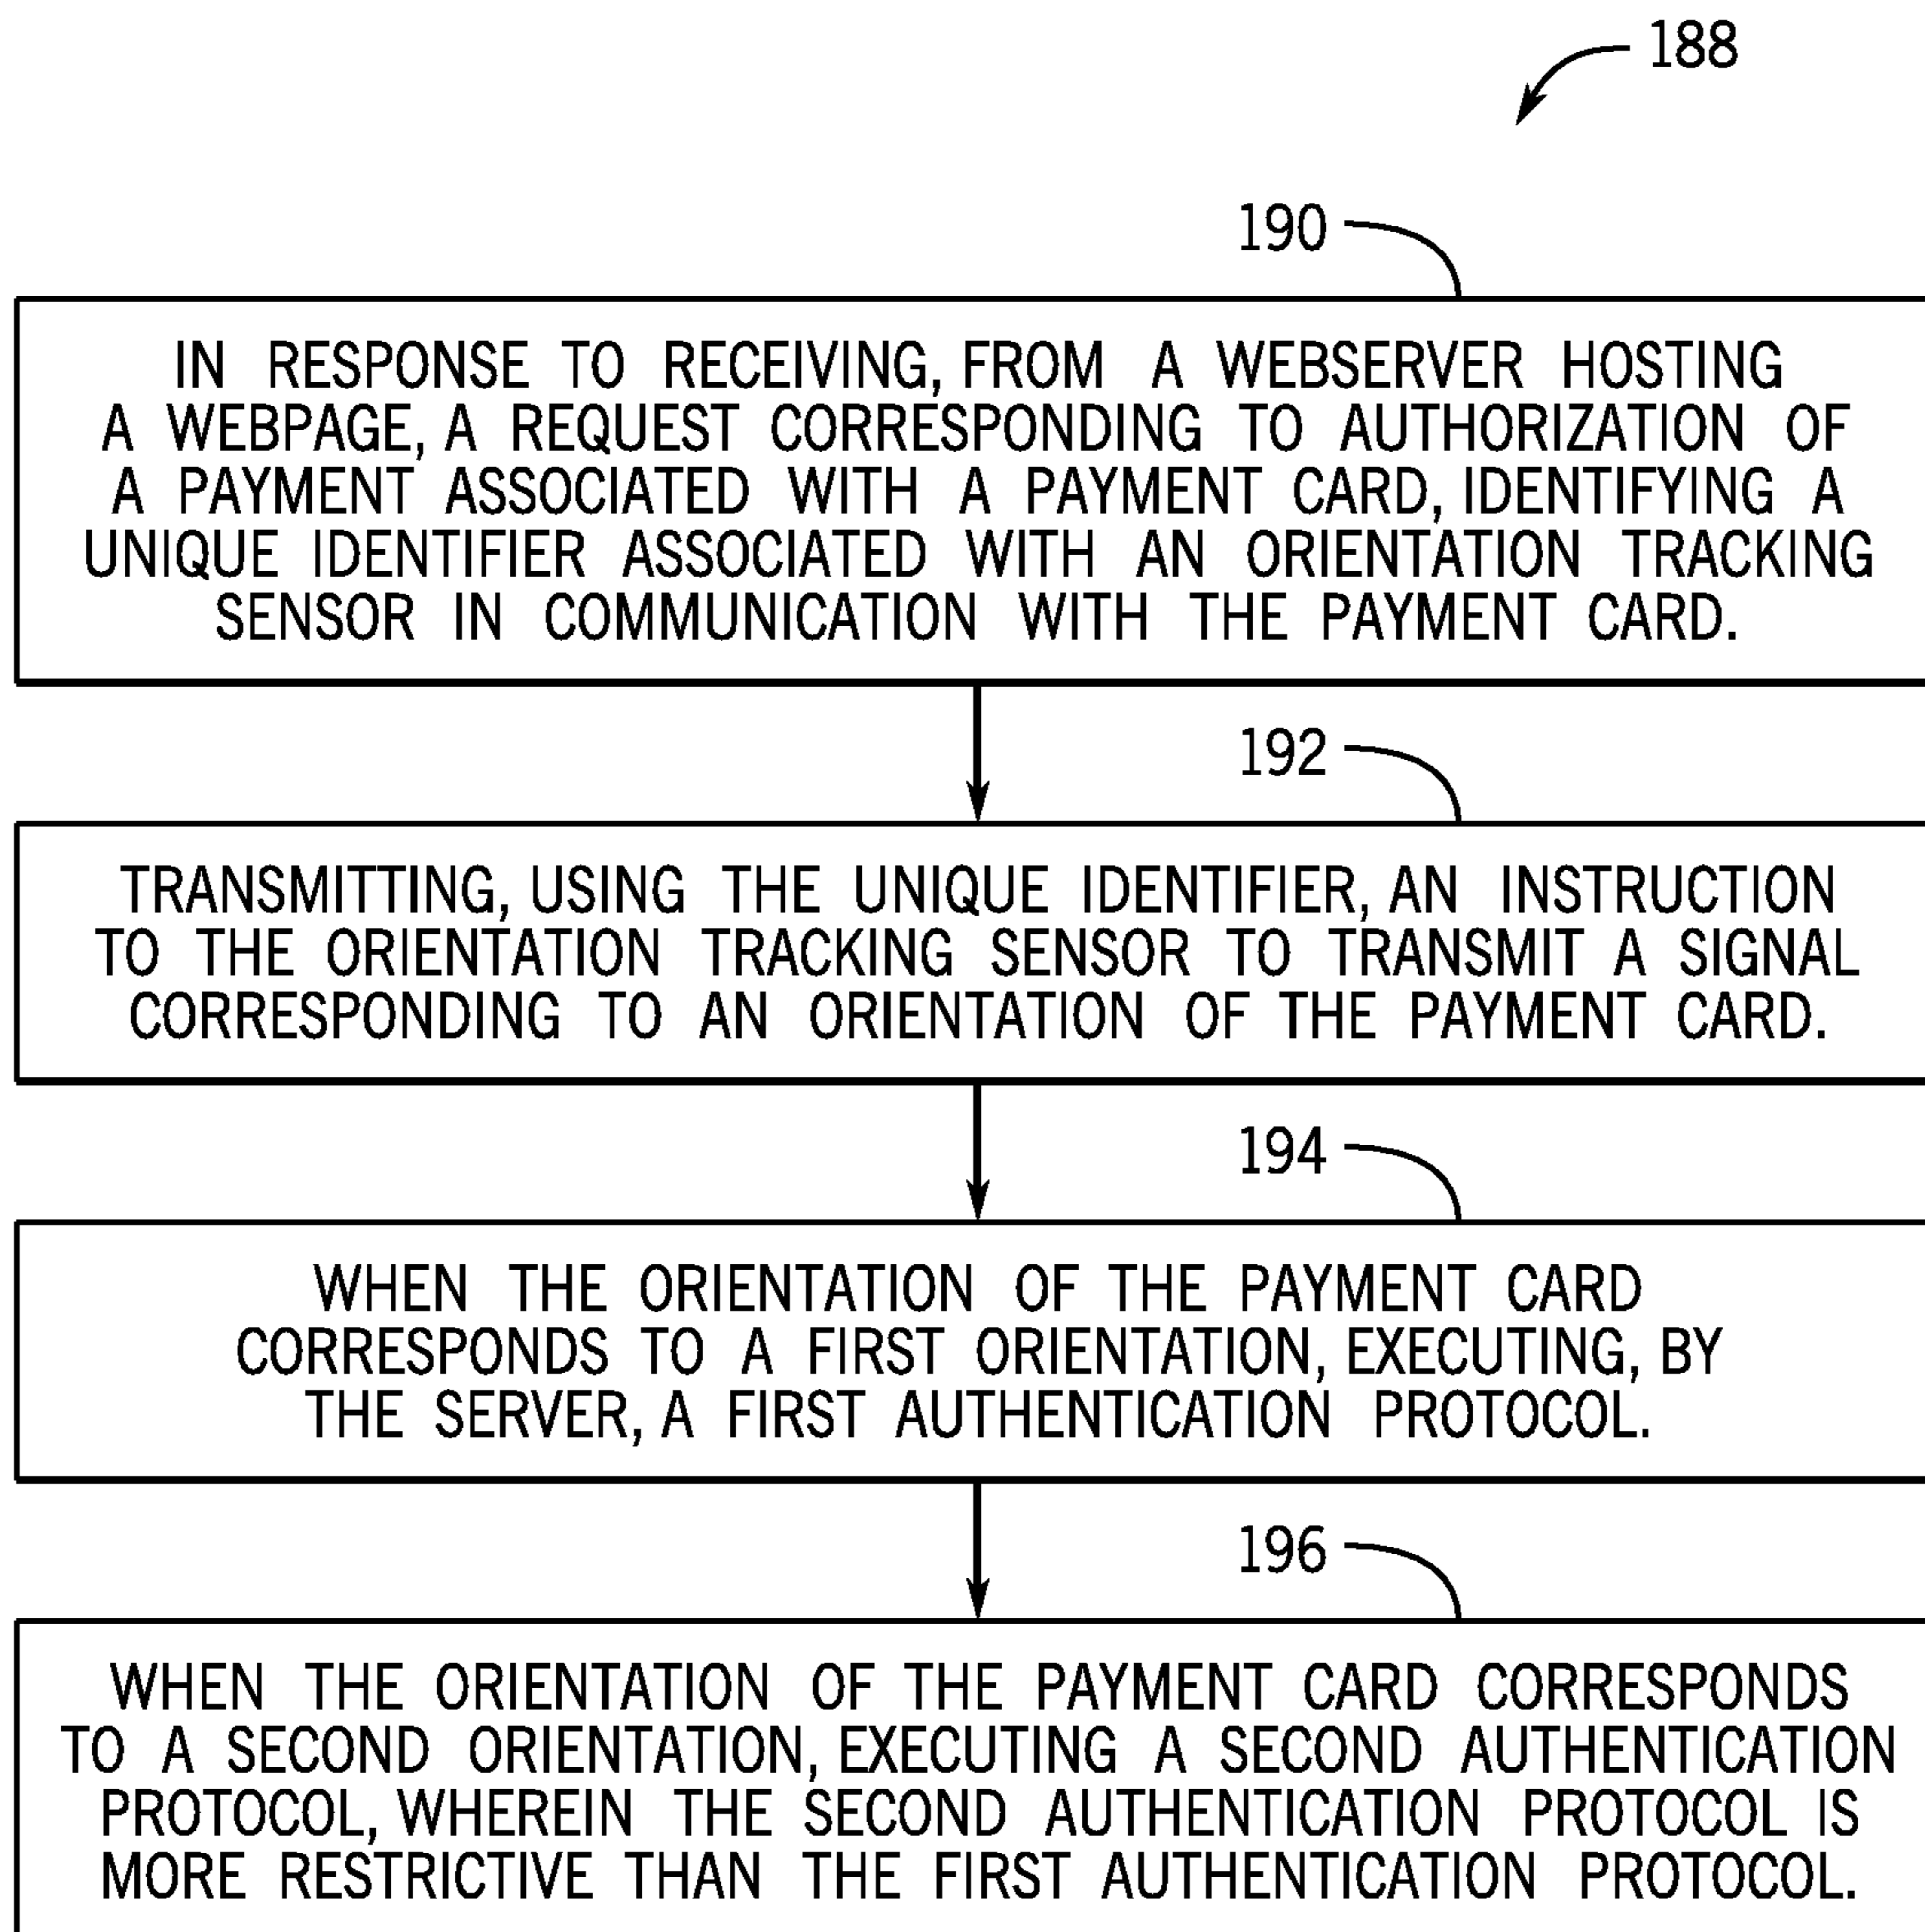 188
190
IN RESPONSE TO RECEIVING, FROM A WEBSERVER HOSTING
A WEBPAGE, A REQUEST CORRESPONDING TO AUTHORIZATION OF
A PAYMENT ASSOCIATED WITH A PAYMENT CARD, IDENTIFYING A
UNIQUE IDENTIFIER ASSOCIATED WITH AN ORIENTATION TRACKING
SENSOR IN COMMUNICATION WITH THE PAYMENT CARD.
192
TRANSMITTING, USING THE UNIQUE IDENTIFIER, AN INSTRUCTION
TO THE ORIENTATION TRACKING SENSOR TO TRANSMIT A SIGNAL
CORRESPONDING TO AN ORIENTATION OF THE PAYMENT CARD.
194
WHEN THE ORIENTATION OF THE PAYMENT CARD
CORRESPONDS TO A FIRST ORIENTATION, EXECUTING, BY
THE SERVER, A FIRST AUTHENTICATION PROTOCOL.
196
WHEN THE ORIENTATION OF THE PAYMENT CARD CORRESPONDS
TO A SECOND ORIENTATION, EXECUTING A SECOND AUTHENTICATION
PROTOCOL, WHEREIN THE SECOND AUTHENTICATION PROTOCOL IS
MORE RESTRICTIVE THAN THE FIRST AUTHENTICATION PROTOCOL.